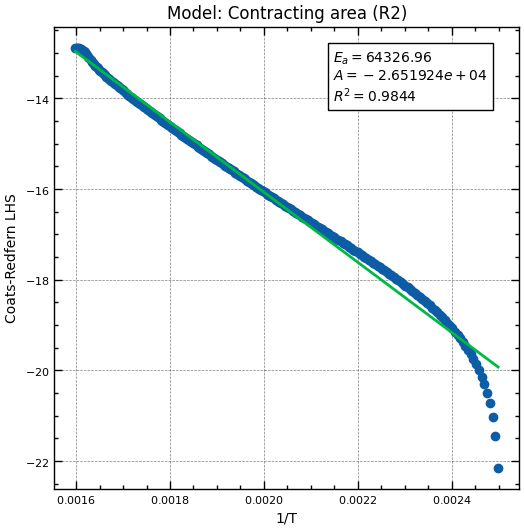 Model: Contracting area (R2)
E_a = 64326.96
A = −2.651924e + 04
R² = 0.9844
−14
−16
−18
−20
−22
Coats-Redfern LHS
0.0016 0.0018 0.0020 0.0022 0.0024
1/T